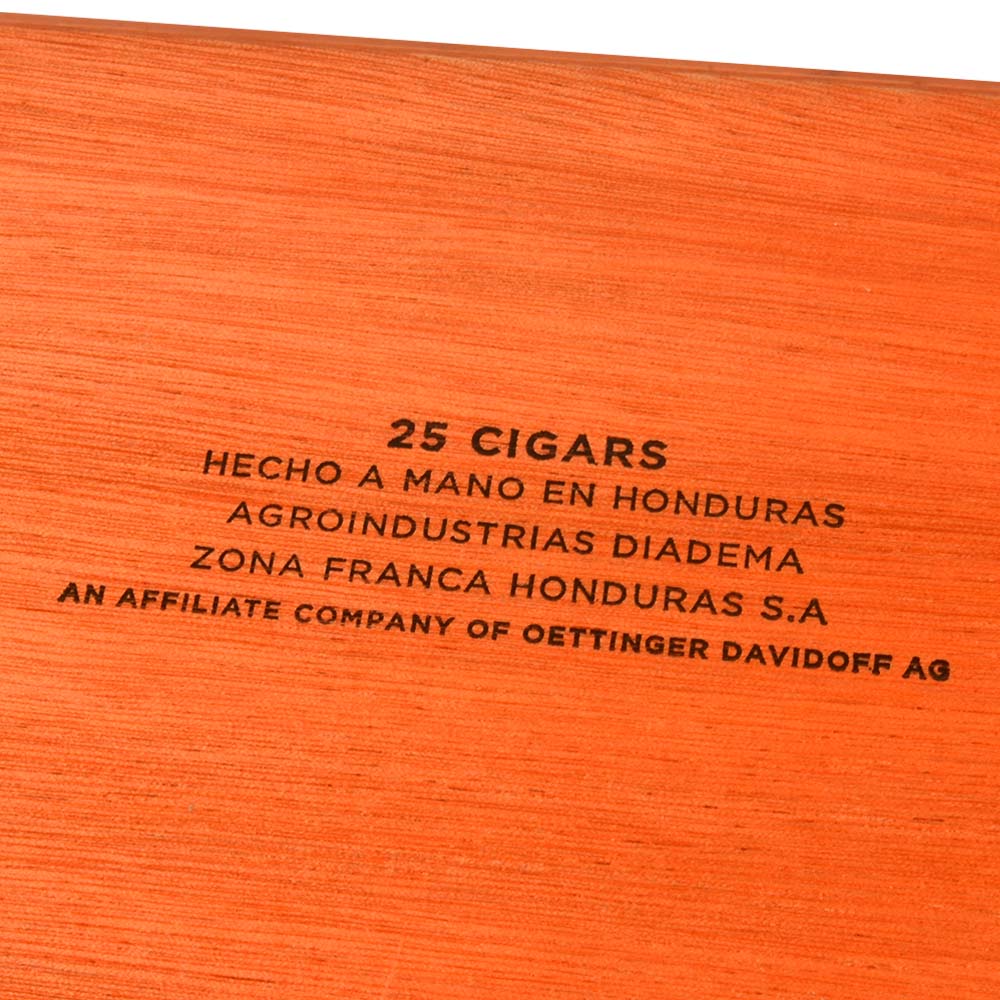 25 CIGARS
HECHO A MANO EN HONDURAS
AGROINDUSTRIAS DIADEMA
ZONA FRANCA HONDURAS S.A
AN AFFILIATE COMPANY OF OETTINGER DAVIDOFF AG